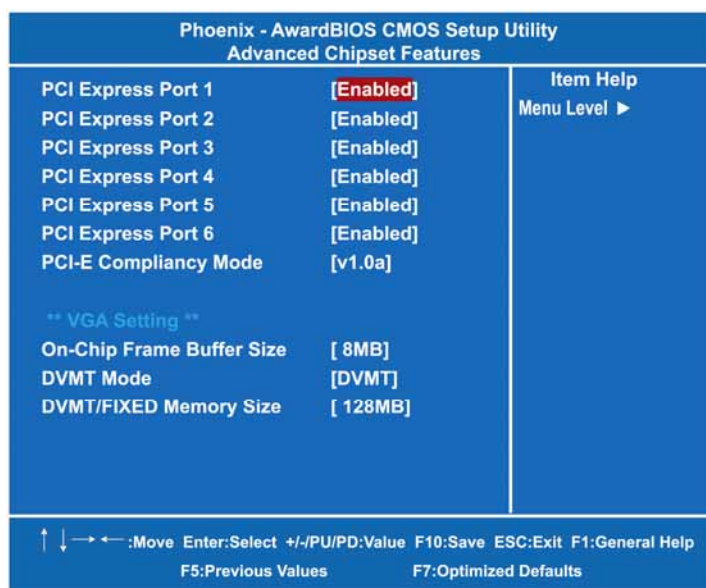 Phoenix - AwardBIOS CMOS Setup Utility
Advanced Chipset Features
PCI Express Port 1 [Enabled]
PCI Express Port 2 [Enabled]
PCI Express Port 3 [Enabled]
PCI Express Port 4 [Enabled]
PCI Express Port 5 [Enabled]
PCI Express Port 6 [Enabled]
PCI-E Compliancy Mode [v1.0a]
** VGA Setting **
On-Chip Frame Buffer Size [ 8MB]
DVMT Mode [DVMT]
DVMT/FIXED Memory Size [ 128MB]
Item Help
Menu Level ►
↑ ↓ → ← :Move Enter:Select +/-/PU/PD:Value F10:Save ESC:Exit F1:General Help
F5:Previous Values F7:Optimized Defaults